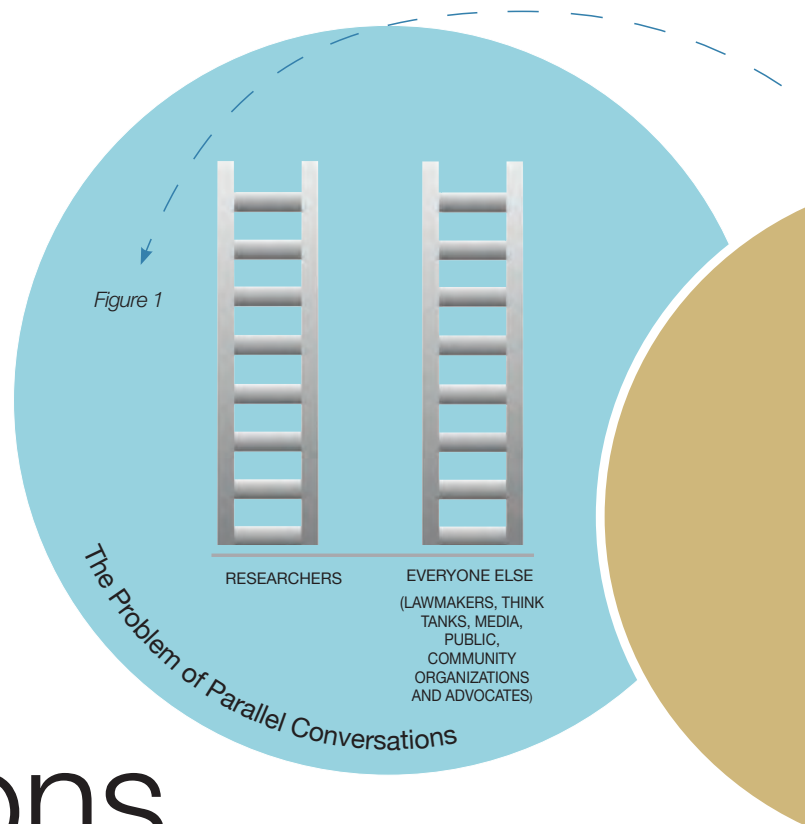 Figure 1
RESEARCHERS
EVERYONE ELSE
(LAWMAKERS, THINK
TANKS, MEDIA,
PUBLIC,
COMMUNITY
ORGANIZATIONS
AND ADVOCATES)
The Problem of Parallel Conversations
ons